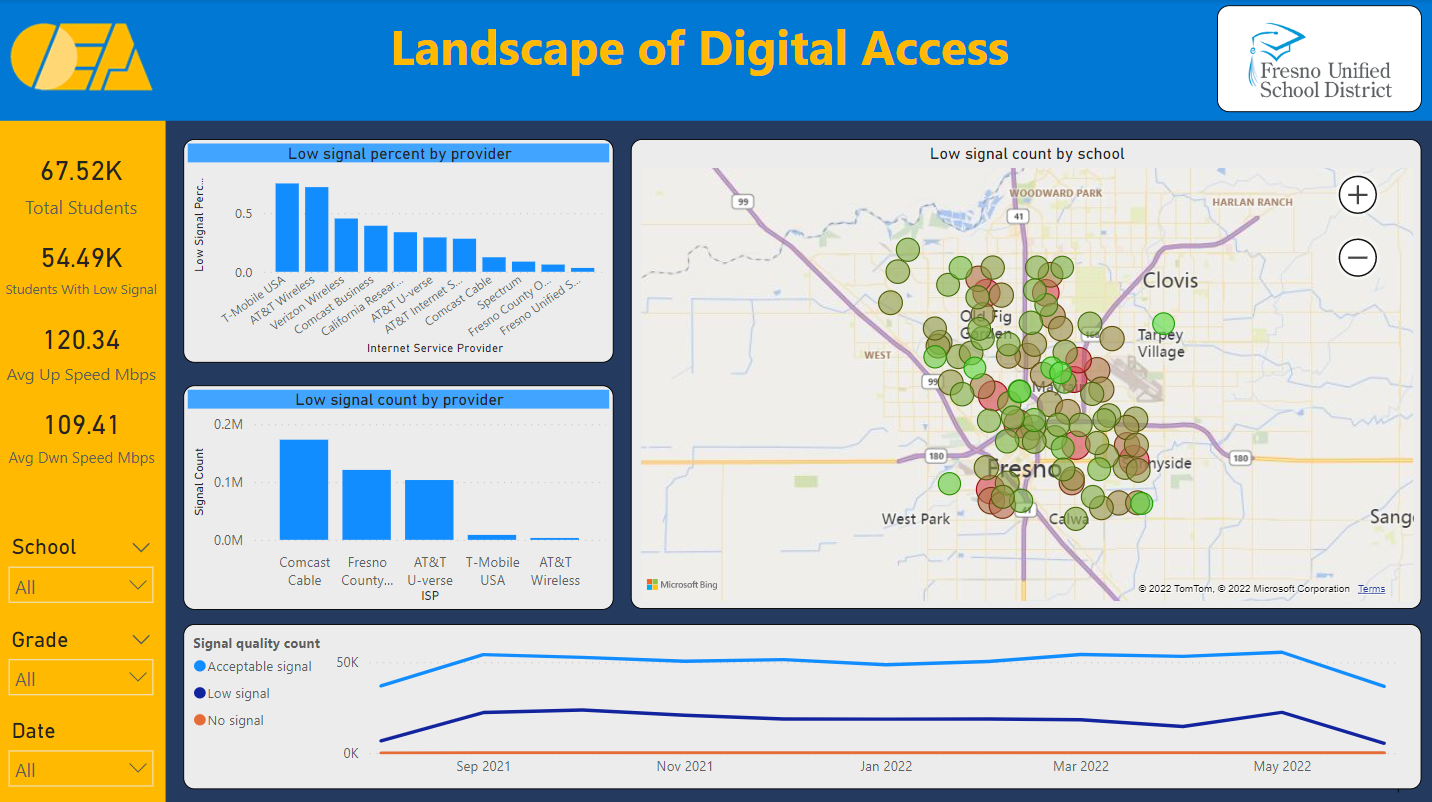 OEA
Landscape of Digital Access
Fresno Unified
School District
67.52K
Total Students
54.49K
Students With Low Signal
120.34
Avg Up Speed Mbps
109.41
Avg Dwn Speed Mbps
School
All
Grade
All
Date
All
Low signal percent by provider
Low Signal Perc...
0.5
0.0
T-Mobile USA
AT&T Wireless
Verizon Wireless
Comcast Business
California Resear...
AT&T U-verse
AT&T Internet S...
Comcast Cable
Spectrum
Fresno County O...
Fresno Unified S...
Internet Service Provider
Low signal count by provider
Signal Count
0.2M
0.1M
0.0M
Comcast
Cable
Fresno
County...
AT&T
U-verse
T-Mobile
USA
AT&T
Wireless
ISP
Low signal count by school
99
WOODWARD PARK
41
HARLAN RANCH
Clovis
Old Fig
Garden
Tarpey
Village
WEST
99
180
Fresno
nyside
180
West Park
41
Calwa
Sang
Microsoft Bing
© 2022 TomTom, © 2022 Microsoft Corporation Terms
Signal quality count
Acceptable signal
Low signal
No signal
50K
0K
Sep 2021
Nov 2021
Jan 2022
Mar 2022
May 2022